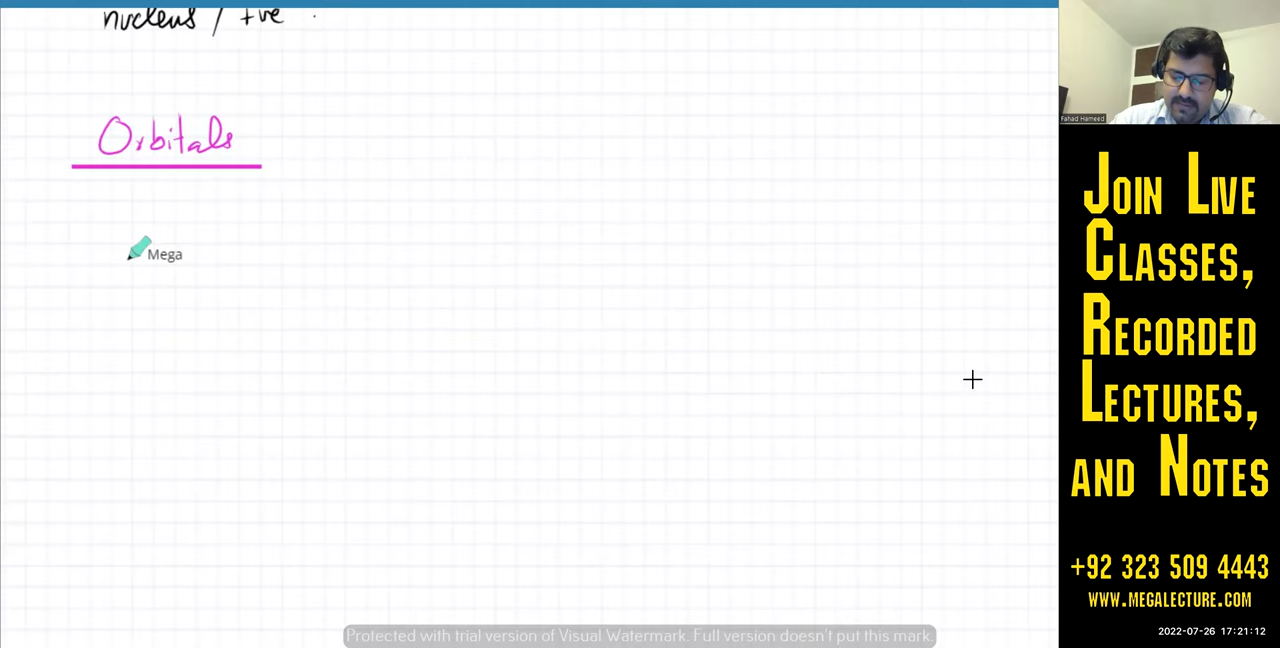 nucleus / +ve
Orbitals
Mega
Fahad Hameed
JOIN LIVE
CLASSES,
RECORDED
LECTURES,
AND NOTES
+92 323 509 4443
WWW.MEGALECTURE.COM
2022-07-26 17:21:12
Protected with trial version of Visual Watermark. Full version doesn't put this mark.